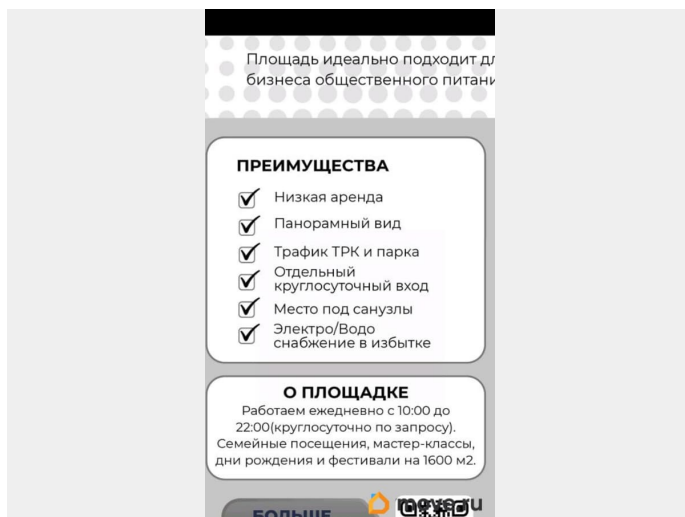 Площадь идеально подходит
бизнеса общественного
ПРЕИМУЩЕСТВА
Низкая аренда
Панорамный вид
Трафик ТРК и парка
Отдельный
круглосуточный вход
Место под санузлы
Электро/Водо
снабжение в избытке
О ПЛОЩАДКЕ
Работаем ежедневно с 10:00 до
22:00(круглосуточно по запросу).
Семейные посещения, мастер-классы,
дни рождения и фестивали на 1600 м2.
БОЛЬШЕ
move.ru